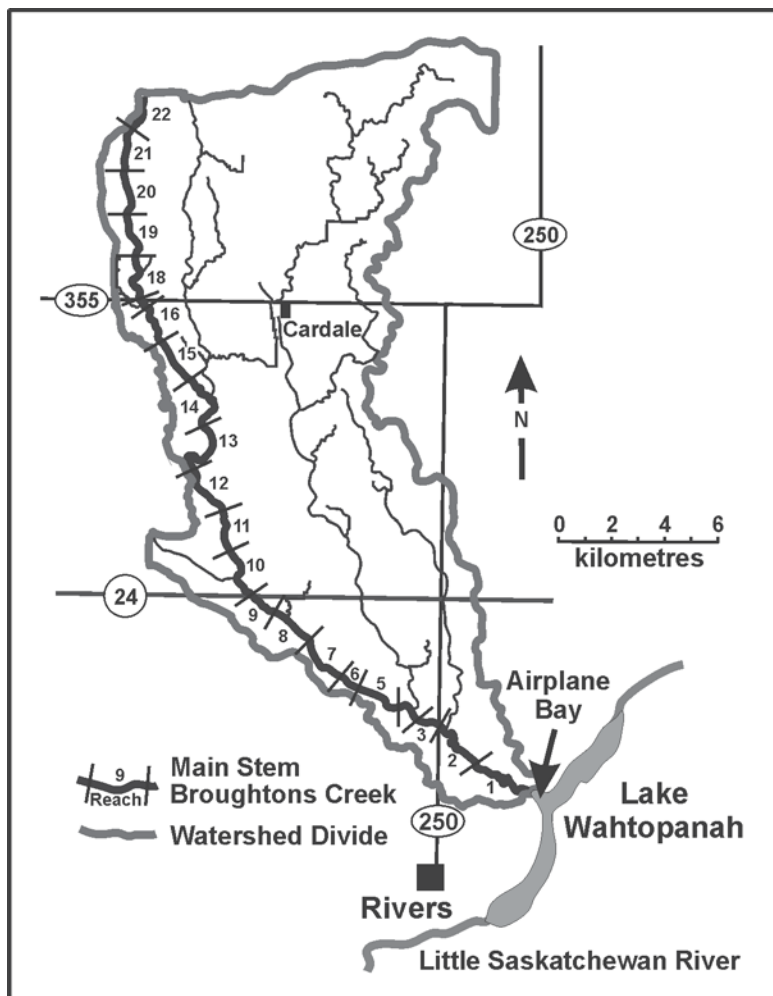 22
21
20
19
18
250
355
16
Cardale
15
14
N
13
12
11
0 2 4 6
kilometres
10
24
9
8
7
6
5
Airplane
Bay
3
2
1
9
Reach
Main Stem
Broughtons Creek
Lake
Wahtopanah
Watershed Divide
250
Rivers
Little Saskatchewan River